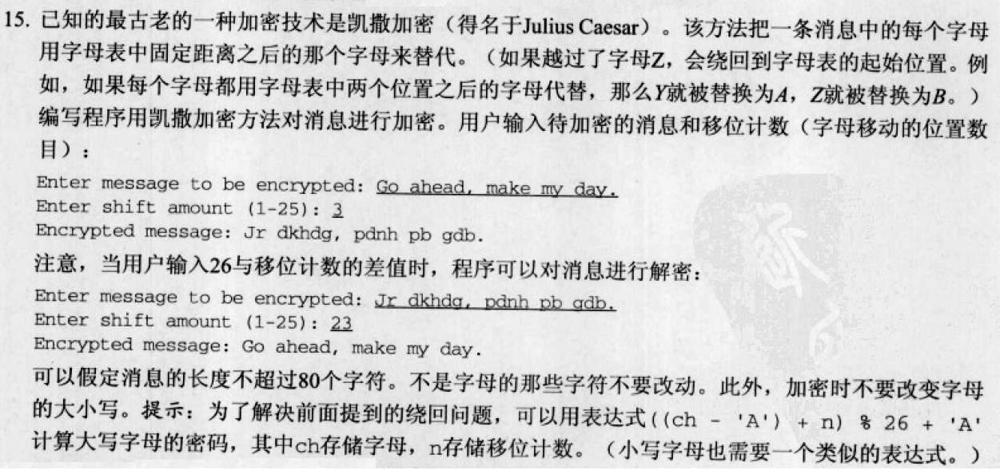 15. 已知的最古老的一种加密技术是凯撒加密（得名于Julius Caesar）。该方法把一条消息中的每个字母
用字母表中固定距离之后的那个字母来替代。（如果越过了字母Z，会绕回到字母表的起始位置。例
如，如果每个字母都用字母表中两个位置之后的字母代替，那么Y就被替换为A，Z就被替换为B。）
编写程序用凯撒加密方法对消息进行加密。用户输入待加密的消息和移位计数（字母移动的位置数
目）：
Enter message to be encrypted: Go ahead, make my day.
Enter shift amount (1-25): 3
Encrypted message: Jr dkhdg, pdnh pb gdb.
注意，当用户输入26与移位计数的差值时，程序可以对消息进行解密：
Enter message to be encrypted: Jr dkhdg, pdnh pb gdb.
Enter shift amount (1-25): 23
Encrypted message: Go ahead, make my day.
可以假定消息的长度不超过80个字符。不是字母的那些字符不要改动。此外，加密时不要改变字母
的大小写。提示：为了解决前面提到的绕回问题，可以用表达式((ch - 'A') + n) % 26 + 'A'
计算大写字母的密码，其中ch存储字母，n存储移位计数。（小写字母也需要一个类似的表达式。）